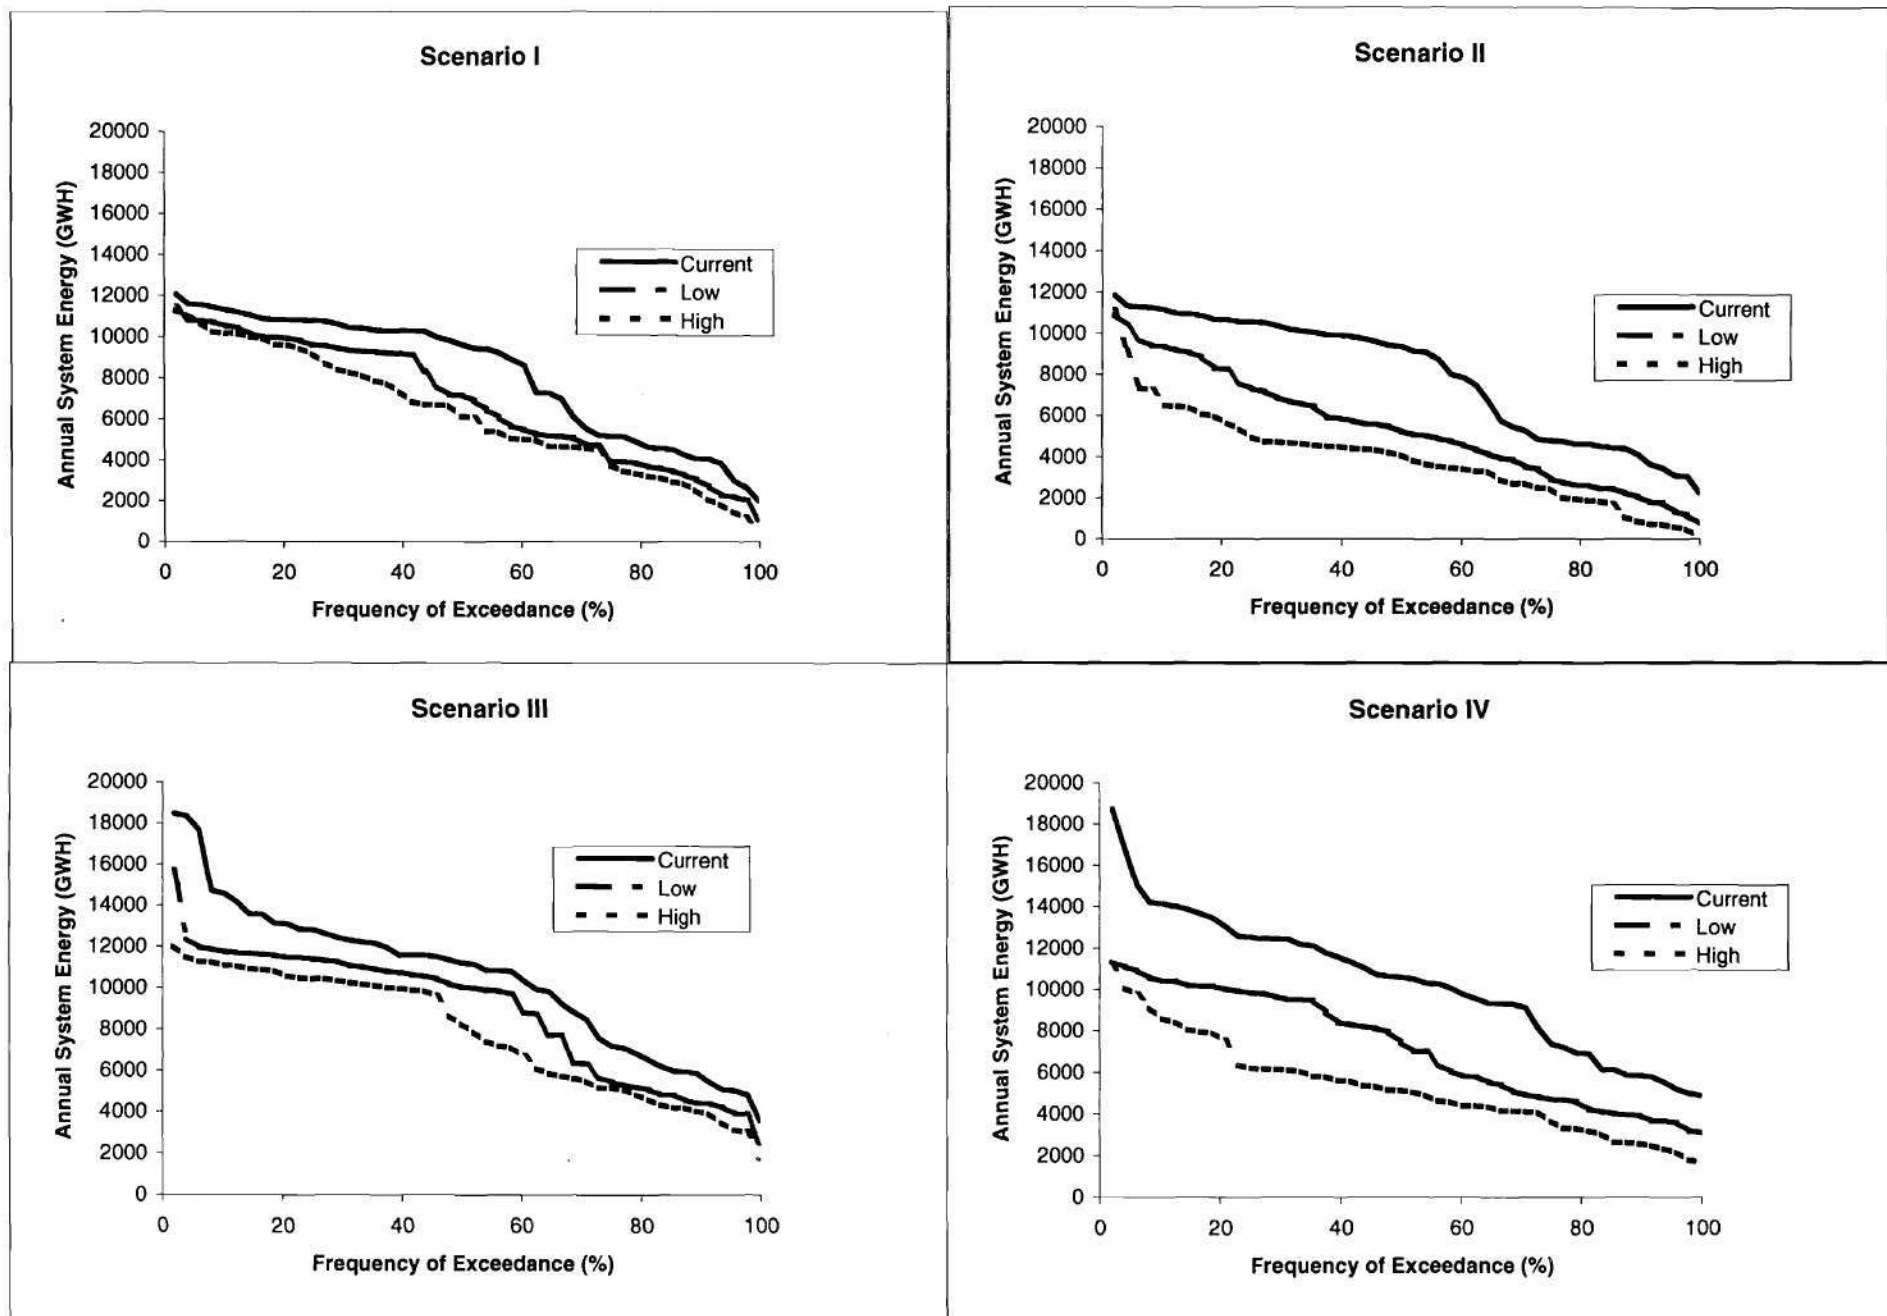 Scenario I
20000
18000
16000
14000
12000
10000
8000
6000
4000
2000
0
Annual System Energy (GWH)
Current
Low
High
0 20 40 60 80 100
Frequency of Exceedance (%)
Scenario II
20000
18000
16000
14000
12000
10000
8000
6000
4000
2000
0
Annual System Energy (GWH)
Current
Low
High
0 20 40 60 80 100
Frequency of Exceedance (%)
Scenario III
20000
18000
16000
14000
12000
10000
8000
6000
4000
2000
0
Annual System Energy (GWH)
Current
Low
High
0 20 40 60 80 100
Frequency of Exceedance (%)
Scenario IV
20000
18000
16000
14000
12000
10000
8000
6000
4000
2000
0
Annual System Energy (GWH)
Current
Low
High
0 20 40 60 80 100
Frequency of Exceedance (%)